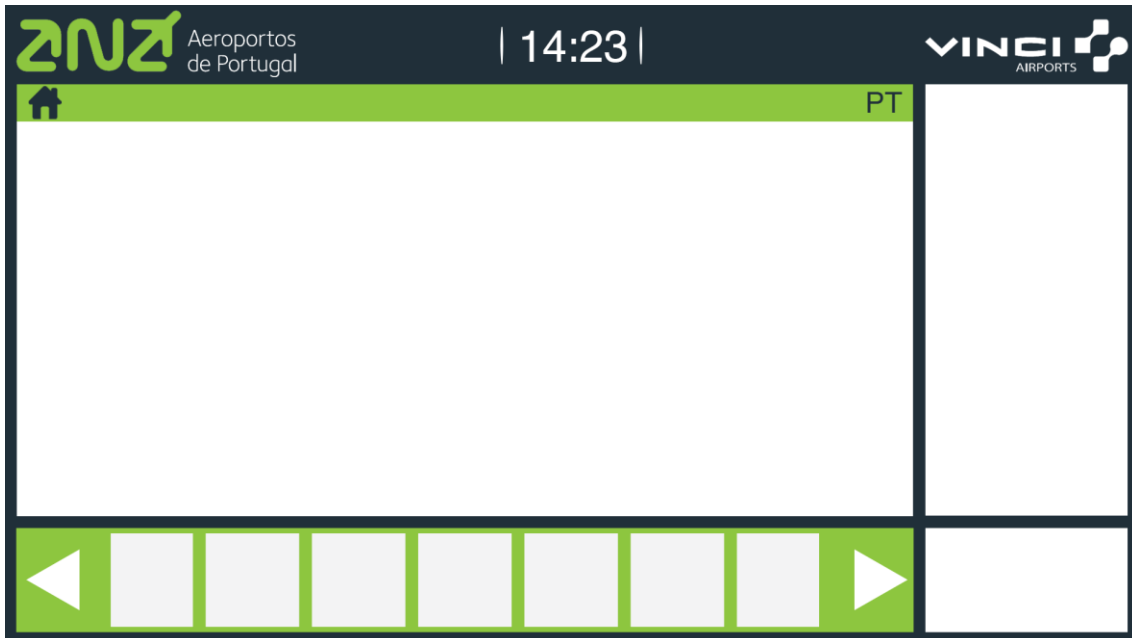 ana Aeroportos
de Portugal
14:23
VINCI
AIRPORTS
PT